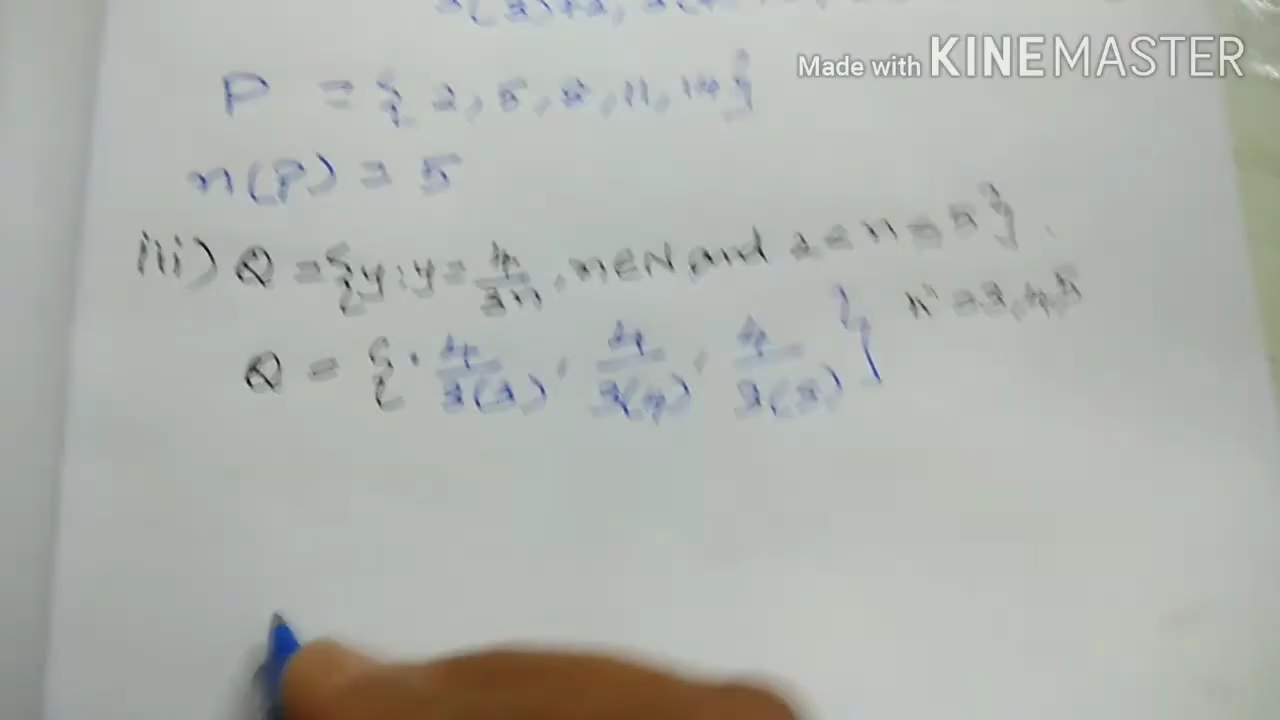 Made with KINEMASTER
P = { 2, 5, 8, 11, 14 }
n(P) = 5
iii) Q = { y : y = 4/3n , n ∈ N and 2 < n ≤ 5 } .
n = 3, 4, 5
Q = { 4/3(3) , 4/3(4) , 4/3(5) }